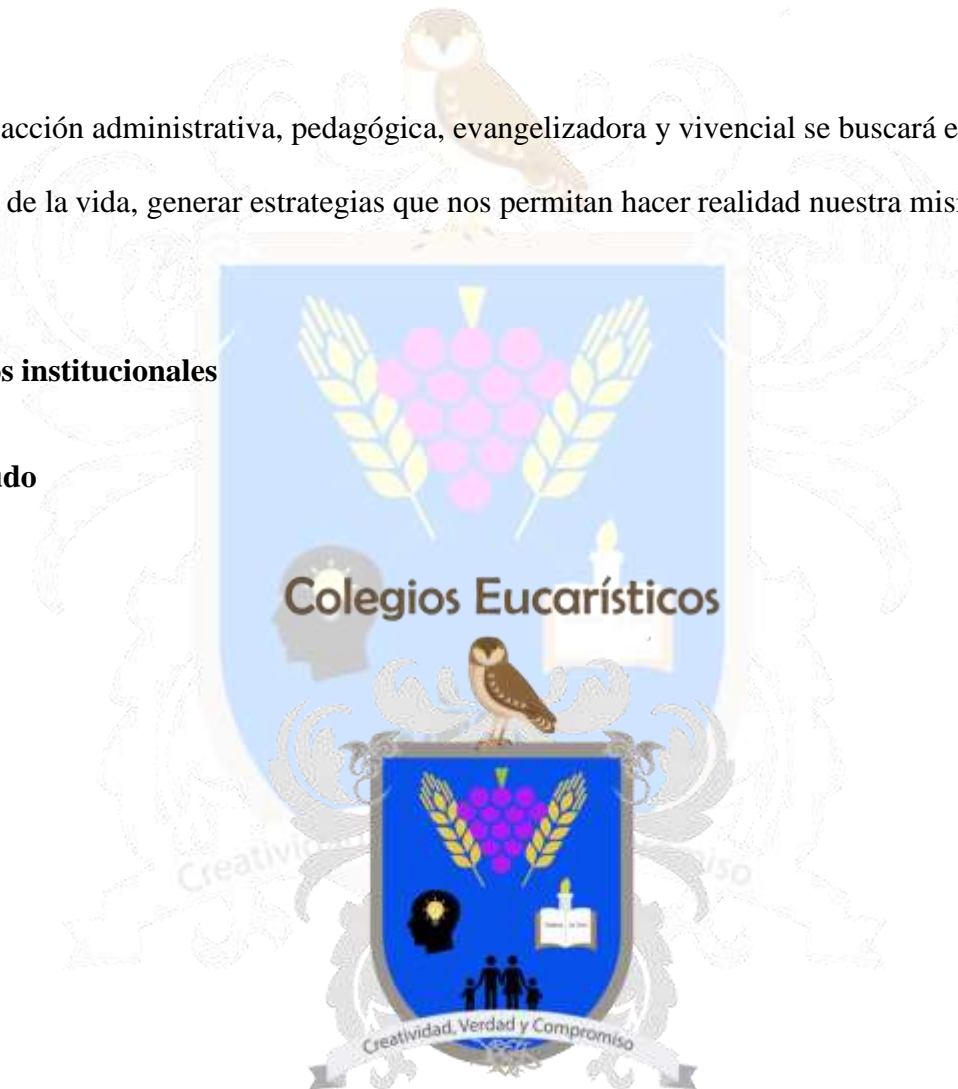 acción administrativa, pedagógica, evangelizadora y vivencial se buscará e
de la vida, generar estrategias que nos permitan hacer realidad nuestra mis
s institucionales
do
Colegios Eucarísticos
Creatividad, Verdad y Compromiso